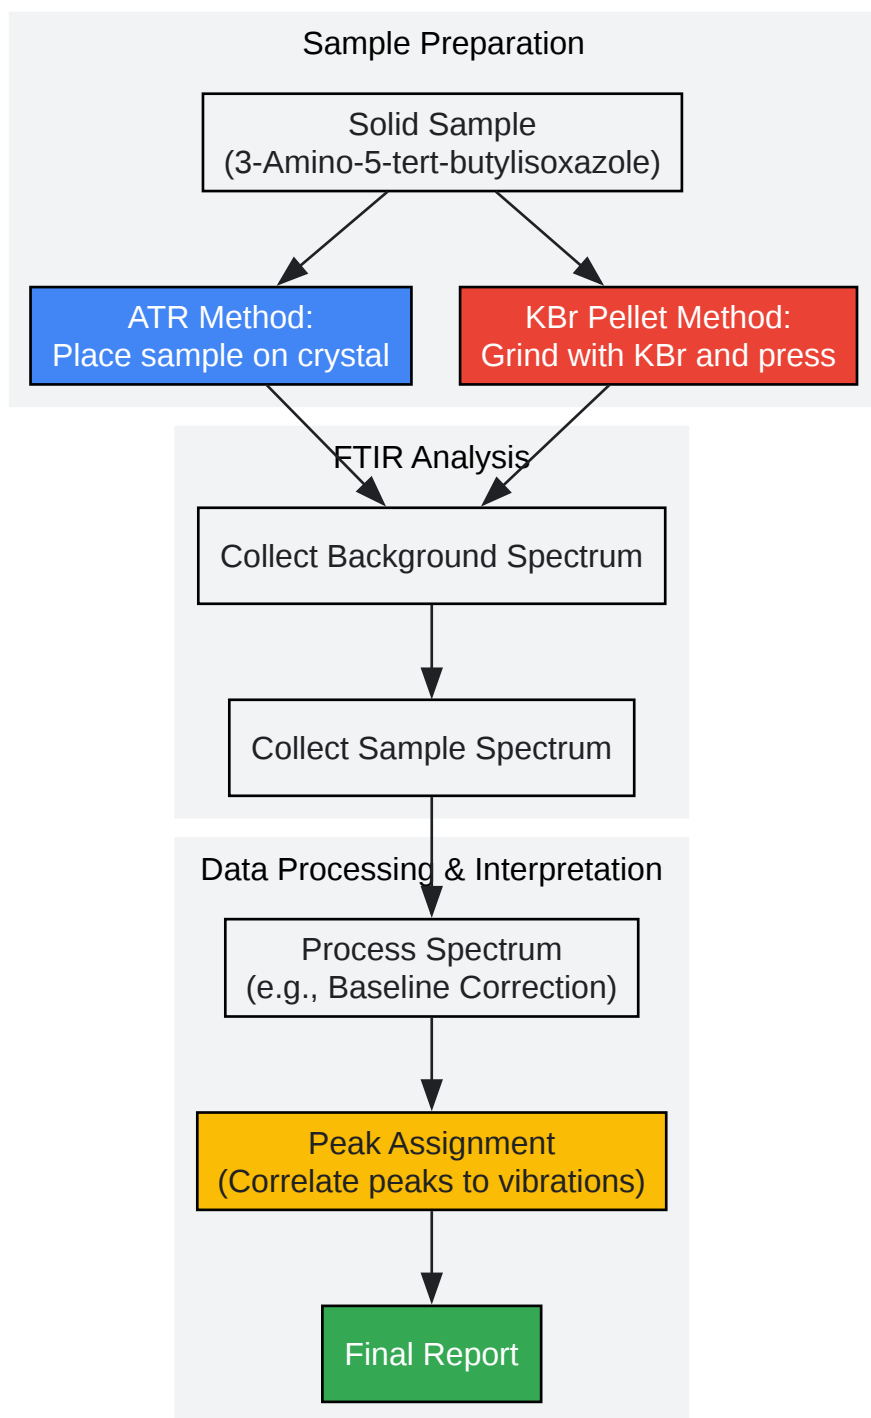 Sample Preparation
Solid Sample
(3-Amino-5-tert-butylisoxazole)
ATR Method:
Place sample on crystal
KBr Pellet Method:
Grind with KBr and press
FTIR Analysis
Collect Background Spectrum
Collect Sample Spectrum
Data Processing & Interpretation
Process Spectrum
(e.g., Baseline Correction)
Peak Assignment
(Correlate peaks to vibrations)
Final Report